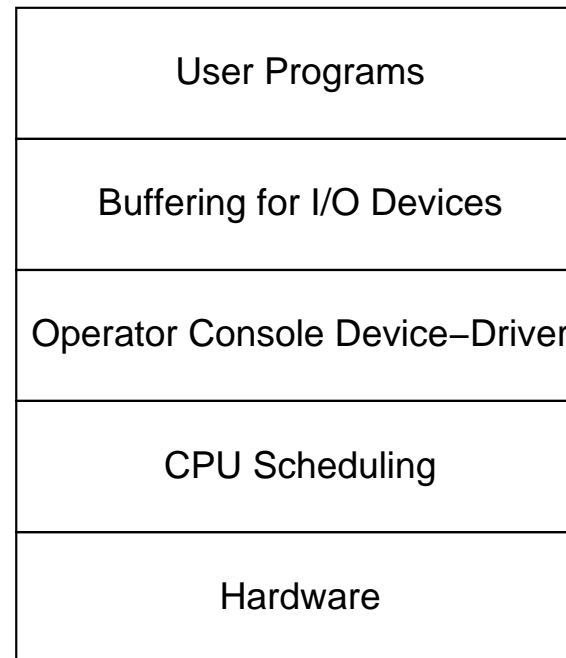 User Programs
Buffering for I/O Devices
Operator Console Device−Driver
CPU Scheduling
Hardware